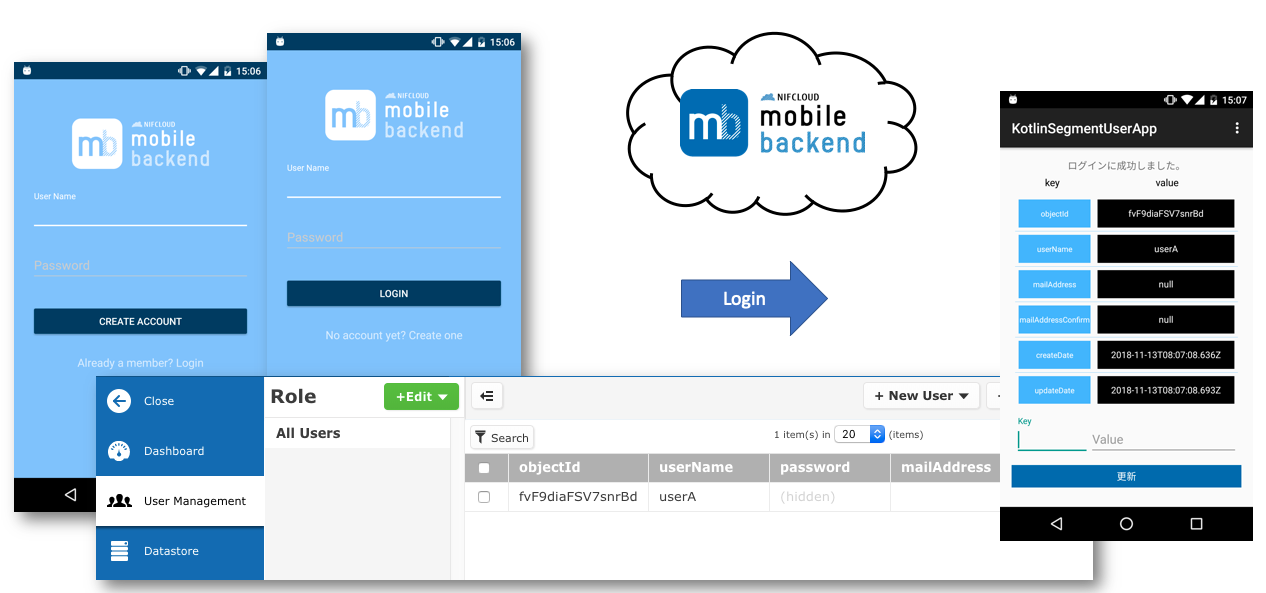 15:06
NIFCLOUD
mobile
backend
User Name
Password
CREATE ACCOUNT
Already a member? Login
15:06
NIFCLOUD
mobile
backend
User Name
Password
LOGIN
No account yet? Create one
mb
NIFCLOUD
mobile
backend
Login
15:07
KotlinSegmentUserApp
ログインに成功しました。
key value
objectId fvF9diaFSV7snrBd
userName userA
mailAddress null
mailAddressConfirm null
createDate 2018-11-13T08:07:08.636Z
updateDate 2018-11-13T08:07:08.693Z
Key
Value
更新
Close
Dashboard
User Management
Datastore
Role
+Edit
All Users
+ New User
Search
1 item(s) in 20 (items)
objectId userName password mailAddress
fvF9diaFSV7snrBd userA (hidden)